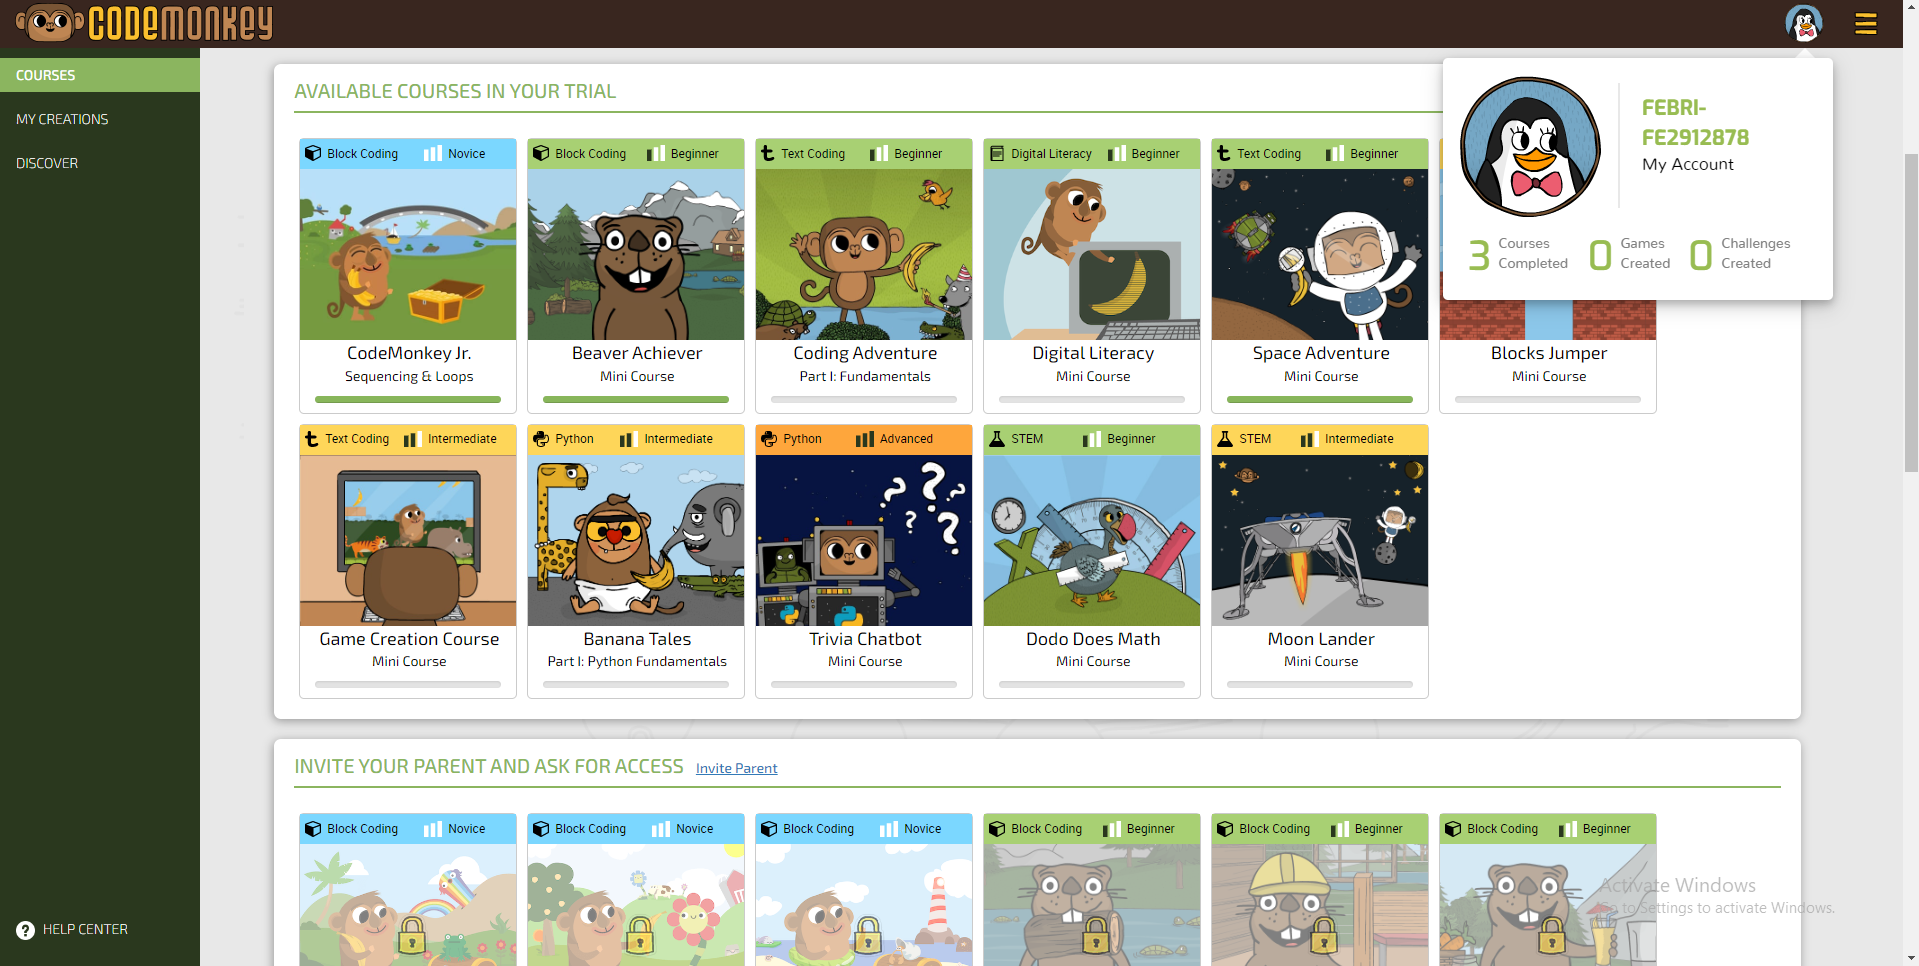 CODEMONKEY
COURSES
MY CREATIONS
DISCOVER
HELP CENTER
AVAILABLE COURSES IN YOUR TRIAL
FEBRI-
FE2912878
My Account
3 Courses Completed
0 Games Created
0 Challenges Created
Block Coding Novice
CodeMonkey Jr.
Sequencing & Loops
Block Coding Beginner
Beaver Achiever
Mini Course
Text Coding Beginner
Coding Adventure
Part I: Fundamentals
Digital Literacy Beginner
Digital Literacy
Mini Course
Text Coding Beginner
Space Adventure
Mini Course
Blocks Jumper
Mini Course
Text Coding Intermediate
Game Creation Course
Mini Course
Python Intermediate
Banana Tales
Part I: Python Fundamentals
Python Advanced
Trivia Chatbot
Mini Course
STEM Beginner
Dodo Does Math
Mini Course
STEM Intermediate
Moon Lander
Mini Course
INVITE YOUR PARENT AND ASK FOR ACCESS Invite Parent
Block Coding Novice
Block Coding Novice
Block Coding Novice
Block Coding Beginner
Block Coding Beginner
Block Coding Beginner
Activate Windows
Go to Settings to activate Windows.